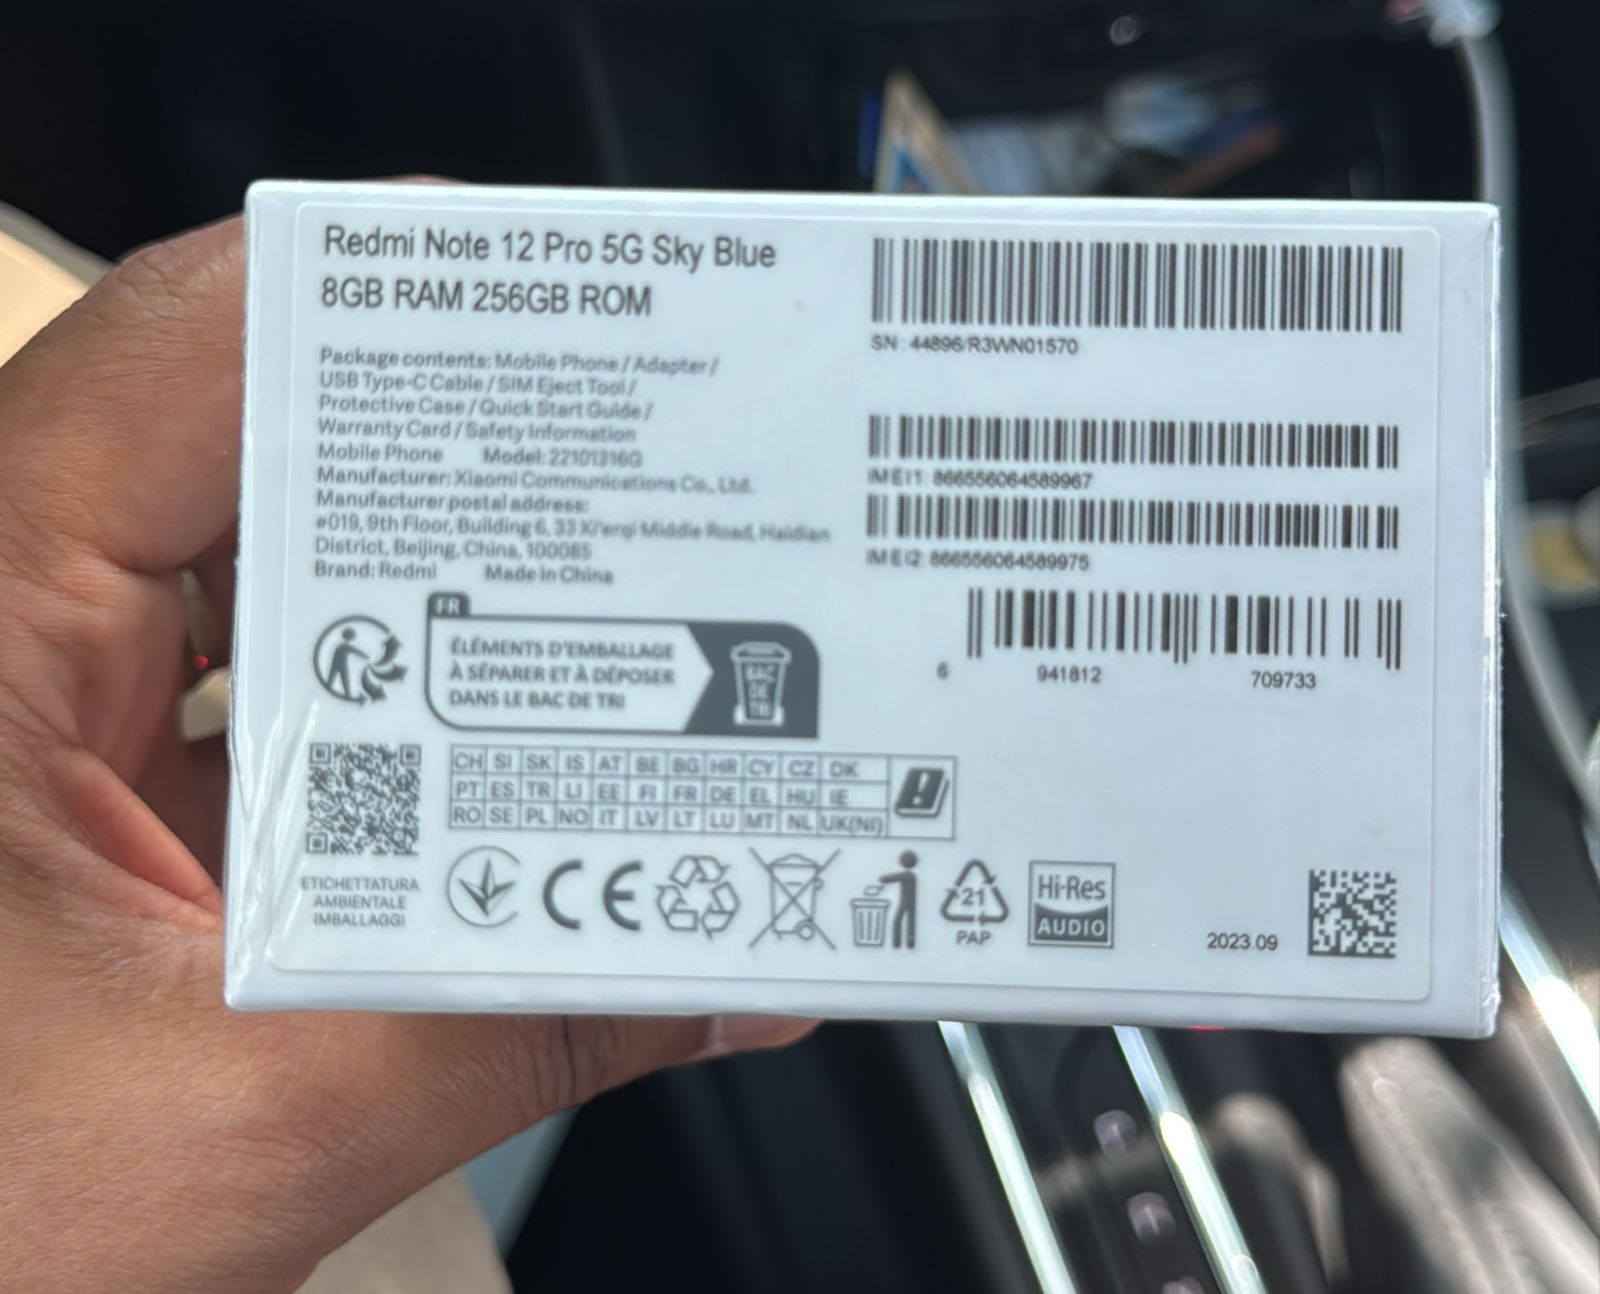 Redmi Note 12 Pro 5G Sky Blue
8GB RAM 256GB ROM
Package contents: Mobile Phone / Adapter /
USB Type-C Cable / SIM Eject Tool /
Protective Case / Quick Start Guide /
Warranty Card / Safety Information
Mobile Phone Model: 22101316G
Manufacturer: Xiaomi Communications Co., Ltd.
Manufacturer postal address:
#019, 9th Floor, Building 6, 33 Xi'erqi Middle Road, Haidian
District, Beijing, China, 100085
Brand: Redmi Made in China
SN : 44896/R3WN01570
IMEI1: 866556064589967
IMEI2: 866556064589975
6 941812 709733
FR
ÉLÉMENTS D'EMBALLAGE
À SÉPARER ET À DÉPOSER
DANS LE BAC DE TRI
BAC
DE
TRI
CH SI SK IS AT BE BG HR CY CZ DK
PT ES TR LI EE FI FR DE EL HU IE
RO SE PL NO IT LV LT LU MT NL UK(NI)
ETICHETTATURA
AMBIENTALE
IMBALLAGGI
CE
21
PAP
Hi-Res
AUDIO
2023.09